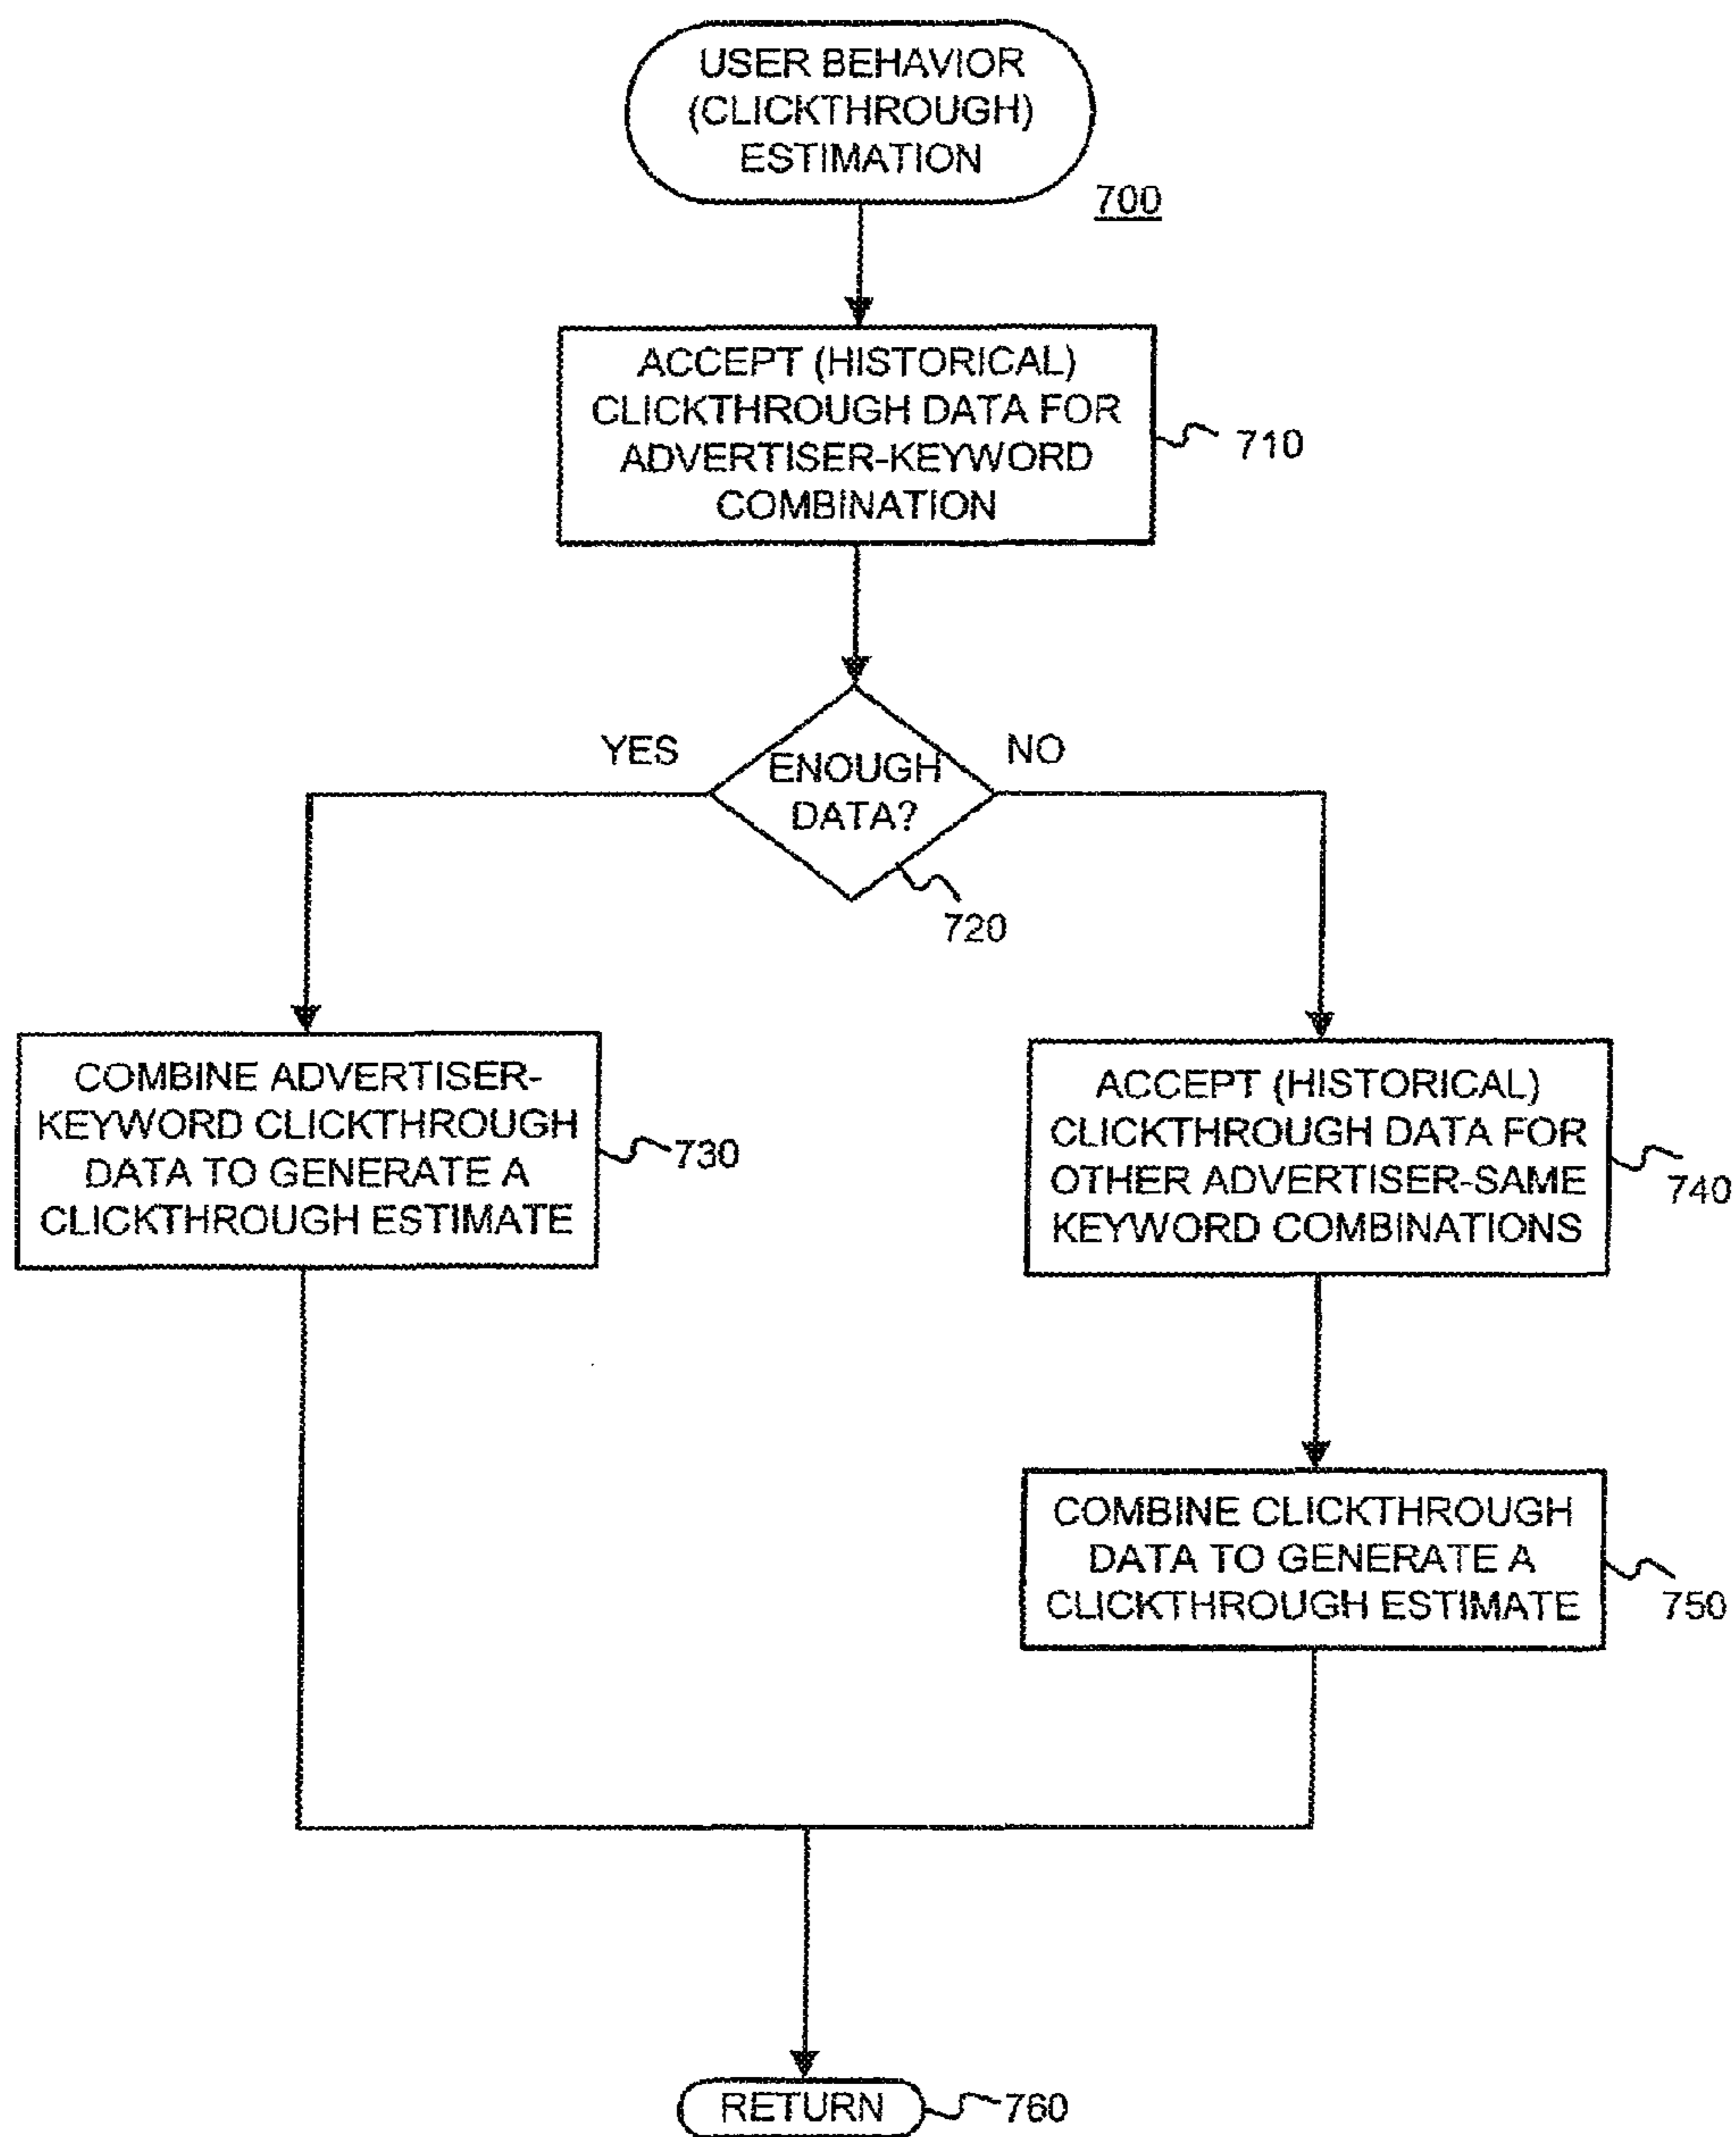 USER BEHAVIOR
(CLICKTHROUGH)
ESTIMATION
700
ACCEPT (HISTORICAL)
CLICKTHROUGH DATA FOR
ADVERTISER-KEYWORD
COMBINATION
710
YES
ENOUGH
DATA?
NO
720
COMBINE ADVERTISER-
KEYWORD CLICKTHROUGH
DATA TO GENERATE A
CLICKTHROUGH ESTIMATE
730
ACCEPT (HISTORICAL)
CLICKTHROUGH DATA FOR
OTHER ADVERTISER-SAME
KEYWORD COMBINATIONS
740
COMBINE CLICKTHROUGH
DATA TO GENERATE A
CLICKTHROUGH ESTIMATE
750
RETURN
760